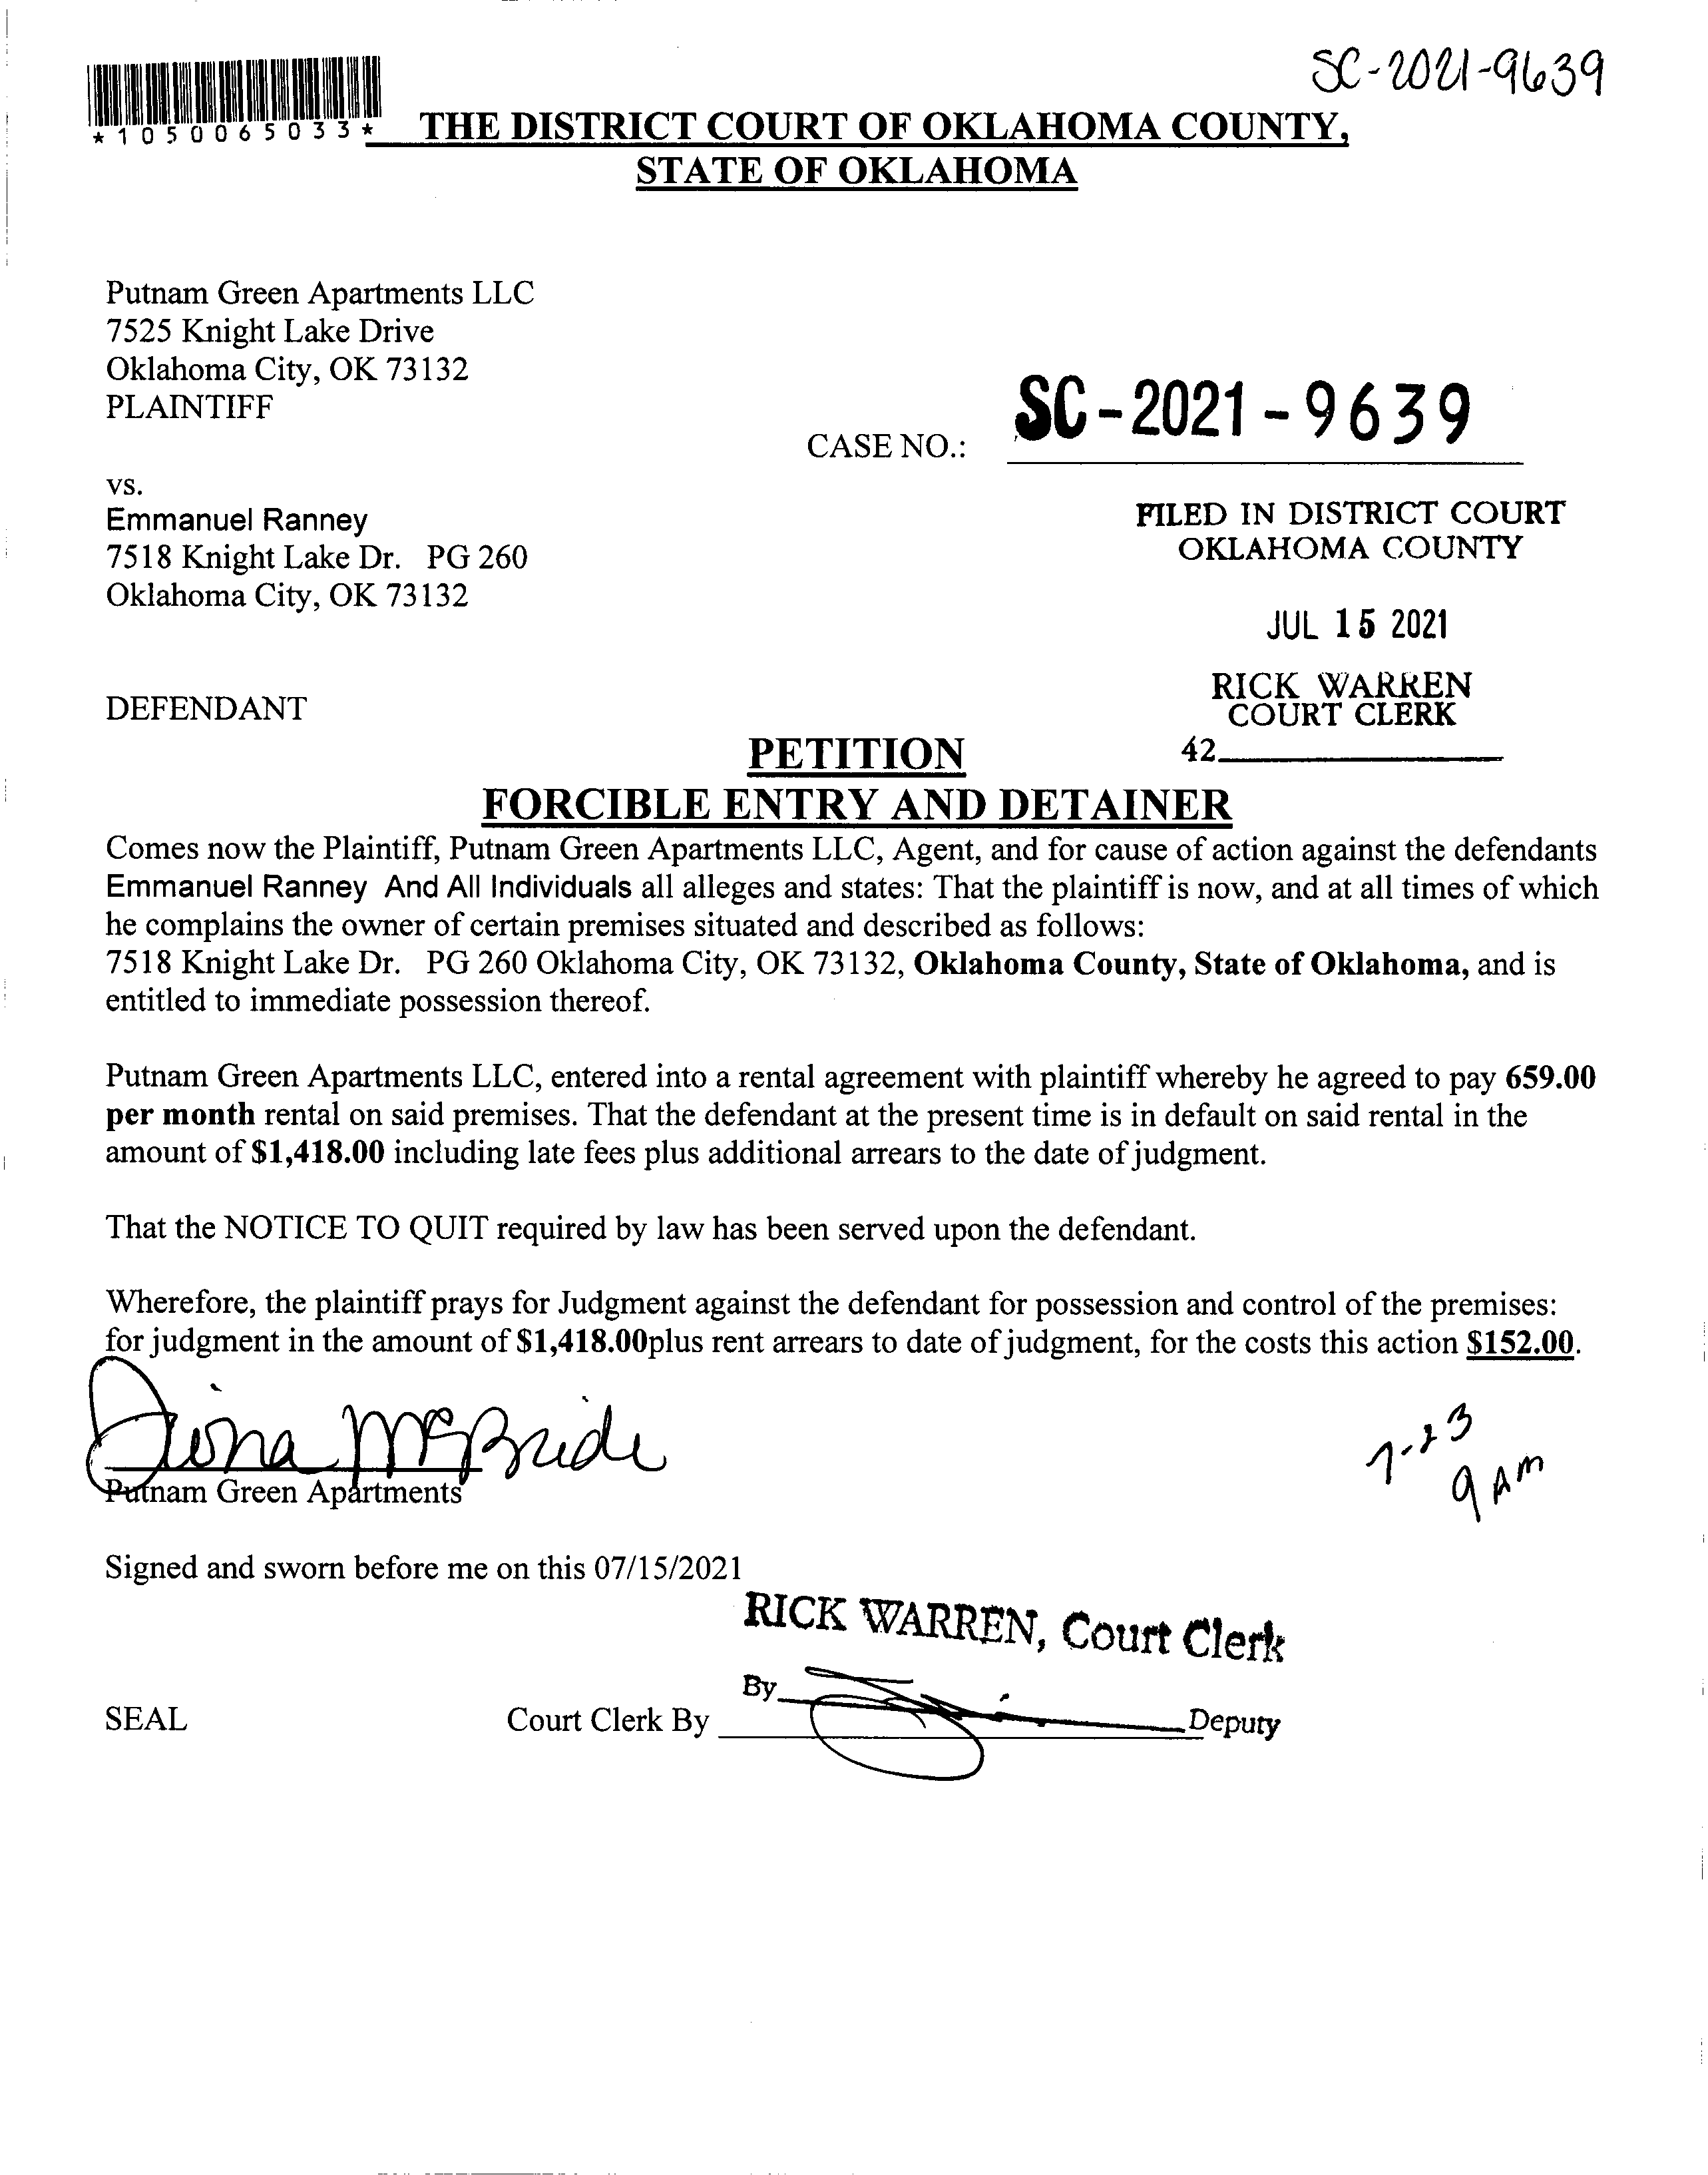 SC-2021-9639
*1050065033*
THE DISTRICT COURT OF OKLAHOMA COUNTY,
STATE OF OKLAHOMA
Putnam Green Apartments LLC
7525 Knight Lake Drive
Oklahoma City, OK 73132
PLAINTIFF
CASE NO.: SC-2021-9639
vs.
Emmanuel Ranney
7518 Knight Lake Dr. PG 260
Oklahoma City, OK 73132
FILED IN DISTRICT COURT
OKLAHOMA COUNTY
JUL 15 2021
RICK WARREN
COURT CLERK
42
DEFENDANT
PETITION
FORCIBLE ENTRY AND DETAINER
Comes now the Plaintiff, Putnam Green Apartments LLC, Agent, and for cause of action against the defendants
Emmanuel Ranney And All Individuals all alleges and states: That the plaintiff is now, and at all times of which
he complains the owner of certain premises situated and described as follows:
7518 Knight Lake Dr. PG 260 Oklahoma City, OK 73132, Oklahoma County, State of Oklahoma, and is
entitled to immediate possession thereof.
Putnam Green Apartments LLC, entered into a rental agreement with plaintiff whereby he agreed to pay 659.00
per month rental on said premises. That the defendant at the present time is in default on said rental in the
amount of $1,418.00 including late fees plus additional arrears to the date of judgment.
That the NOTICE TO QUIT required by law has been served upon the defendant.
Wherefore, the plaintiff prays for Judgment against the defendant for possession and control of the premises:
for judgment in the amount of $1,418.00plus rent arrears to date of judgment, for the costs this action $152.00.
McBride
Putnam Green Apartments
7-23
9 AM
Signed and sworn before me on this 07/15/2021
RICK WARREN, Court Clerk
By Deputy
SEAL
Court Clerk By